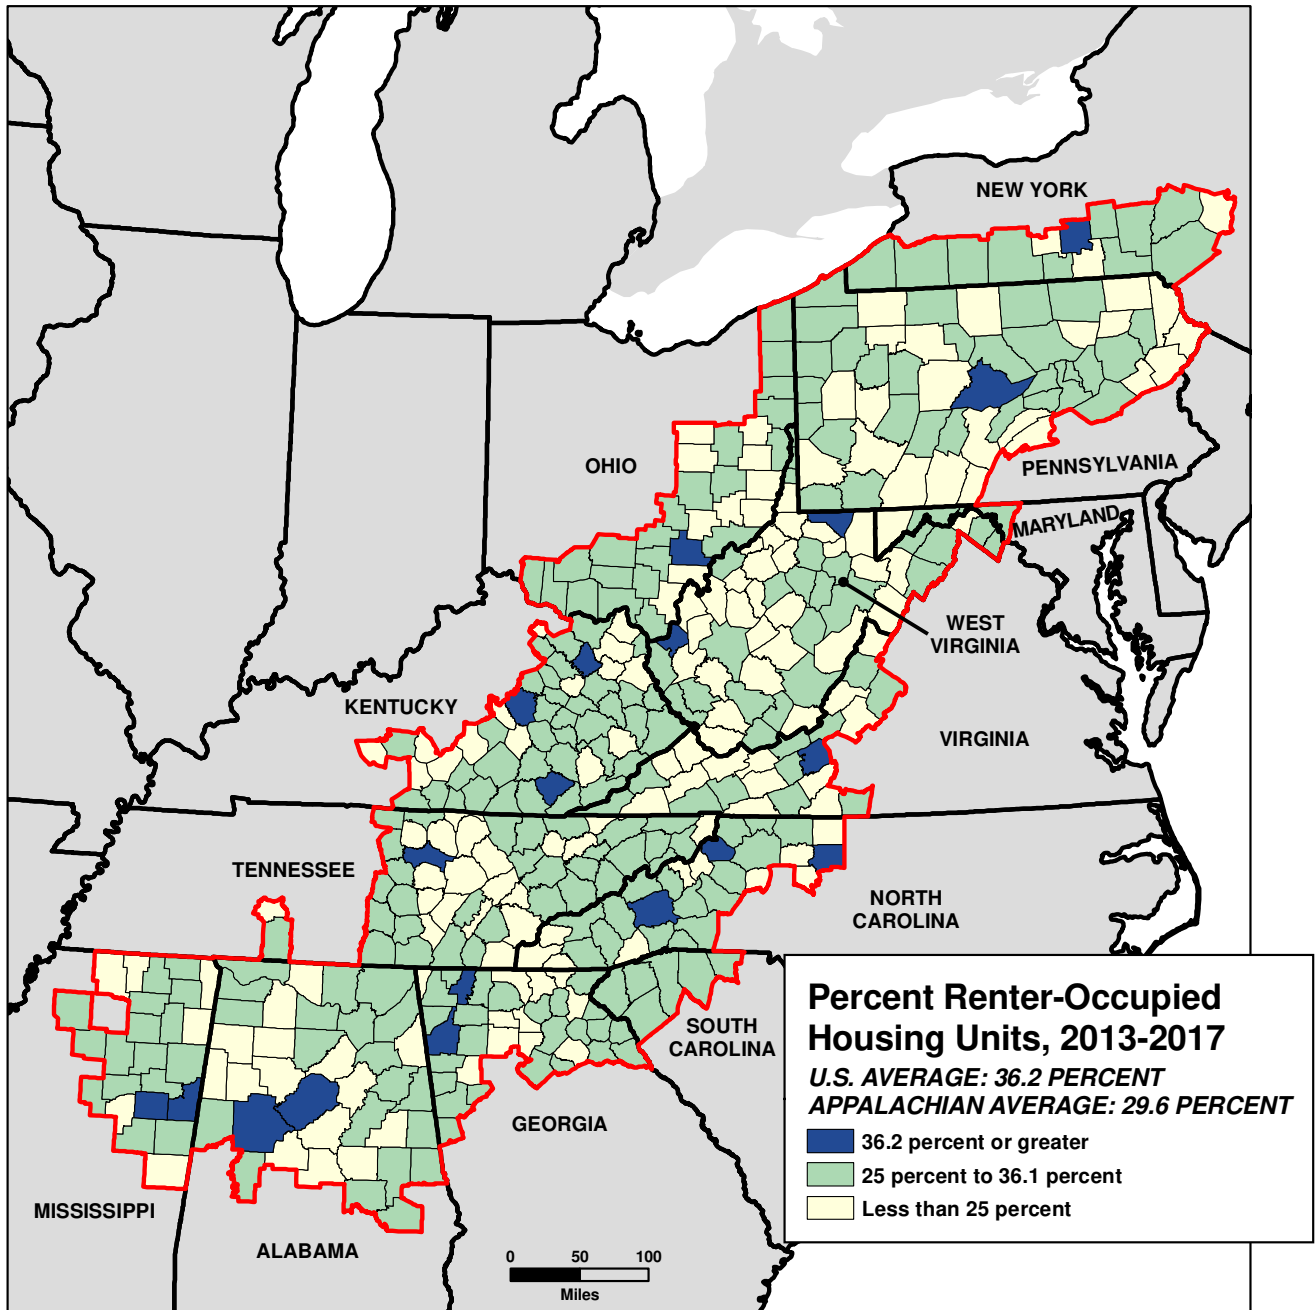 NEW YORK
OHIO
PENNSYLVANIA
MARYLAND
WEST
VIRGINIA
KENTUCKY
VIRGINIA
TENNESSEE
NORTH
CAROLINA
SOUTH
CAROLINA
GEORGIA
MISSISSIPPI
ALABAMA
0 50 100
Miles
Percent Renter-Occupied
Housing Units, 2013-2017
U.S. AVERAGE: 36.2 PERCENT
APPALACHIAN AVERAGE: 29.6 PERCENT
36.2 percent or greater
25 percent to 36.1 percent
Less than 25 percent